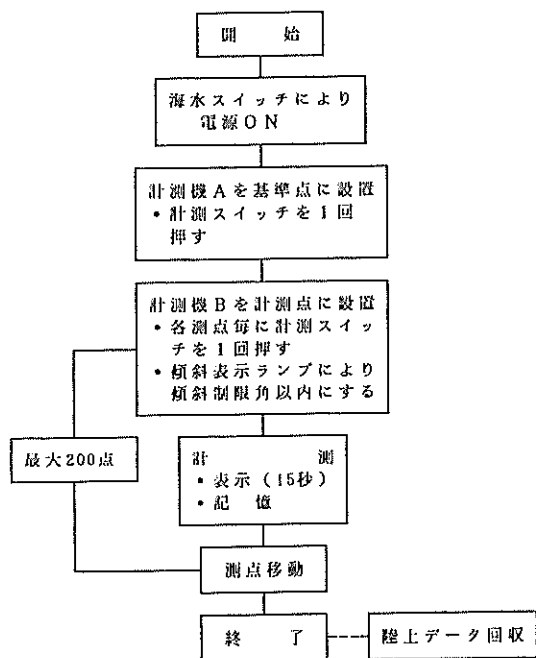 開始
海水スイッチにより
電源ON
計測機Aを基準点に設置
・計測スイッチを1回
押す
計測機Bを計測点に設置
・各測点毎に計測スイッ
チを1回押す
・傾斜表示ランプにより
傾斜制限角以内にする
最大200点
計測
・表示(15秒)
・記憶
測点移動
終了
陸上データ回収